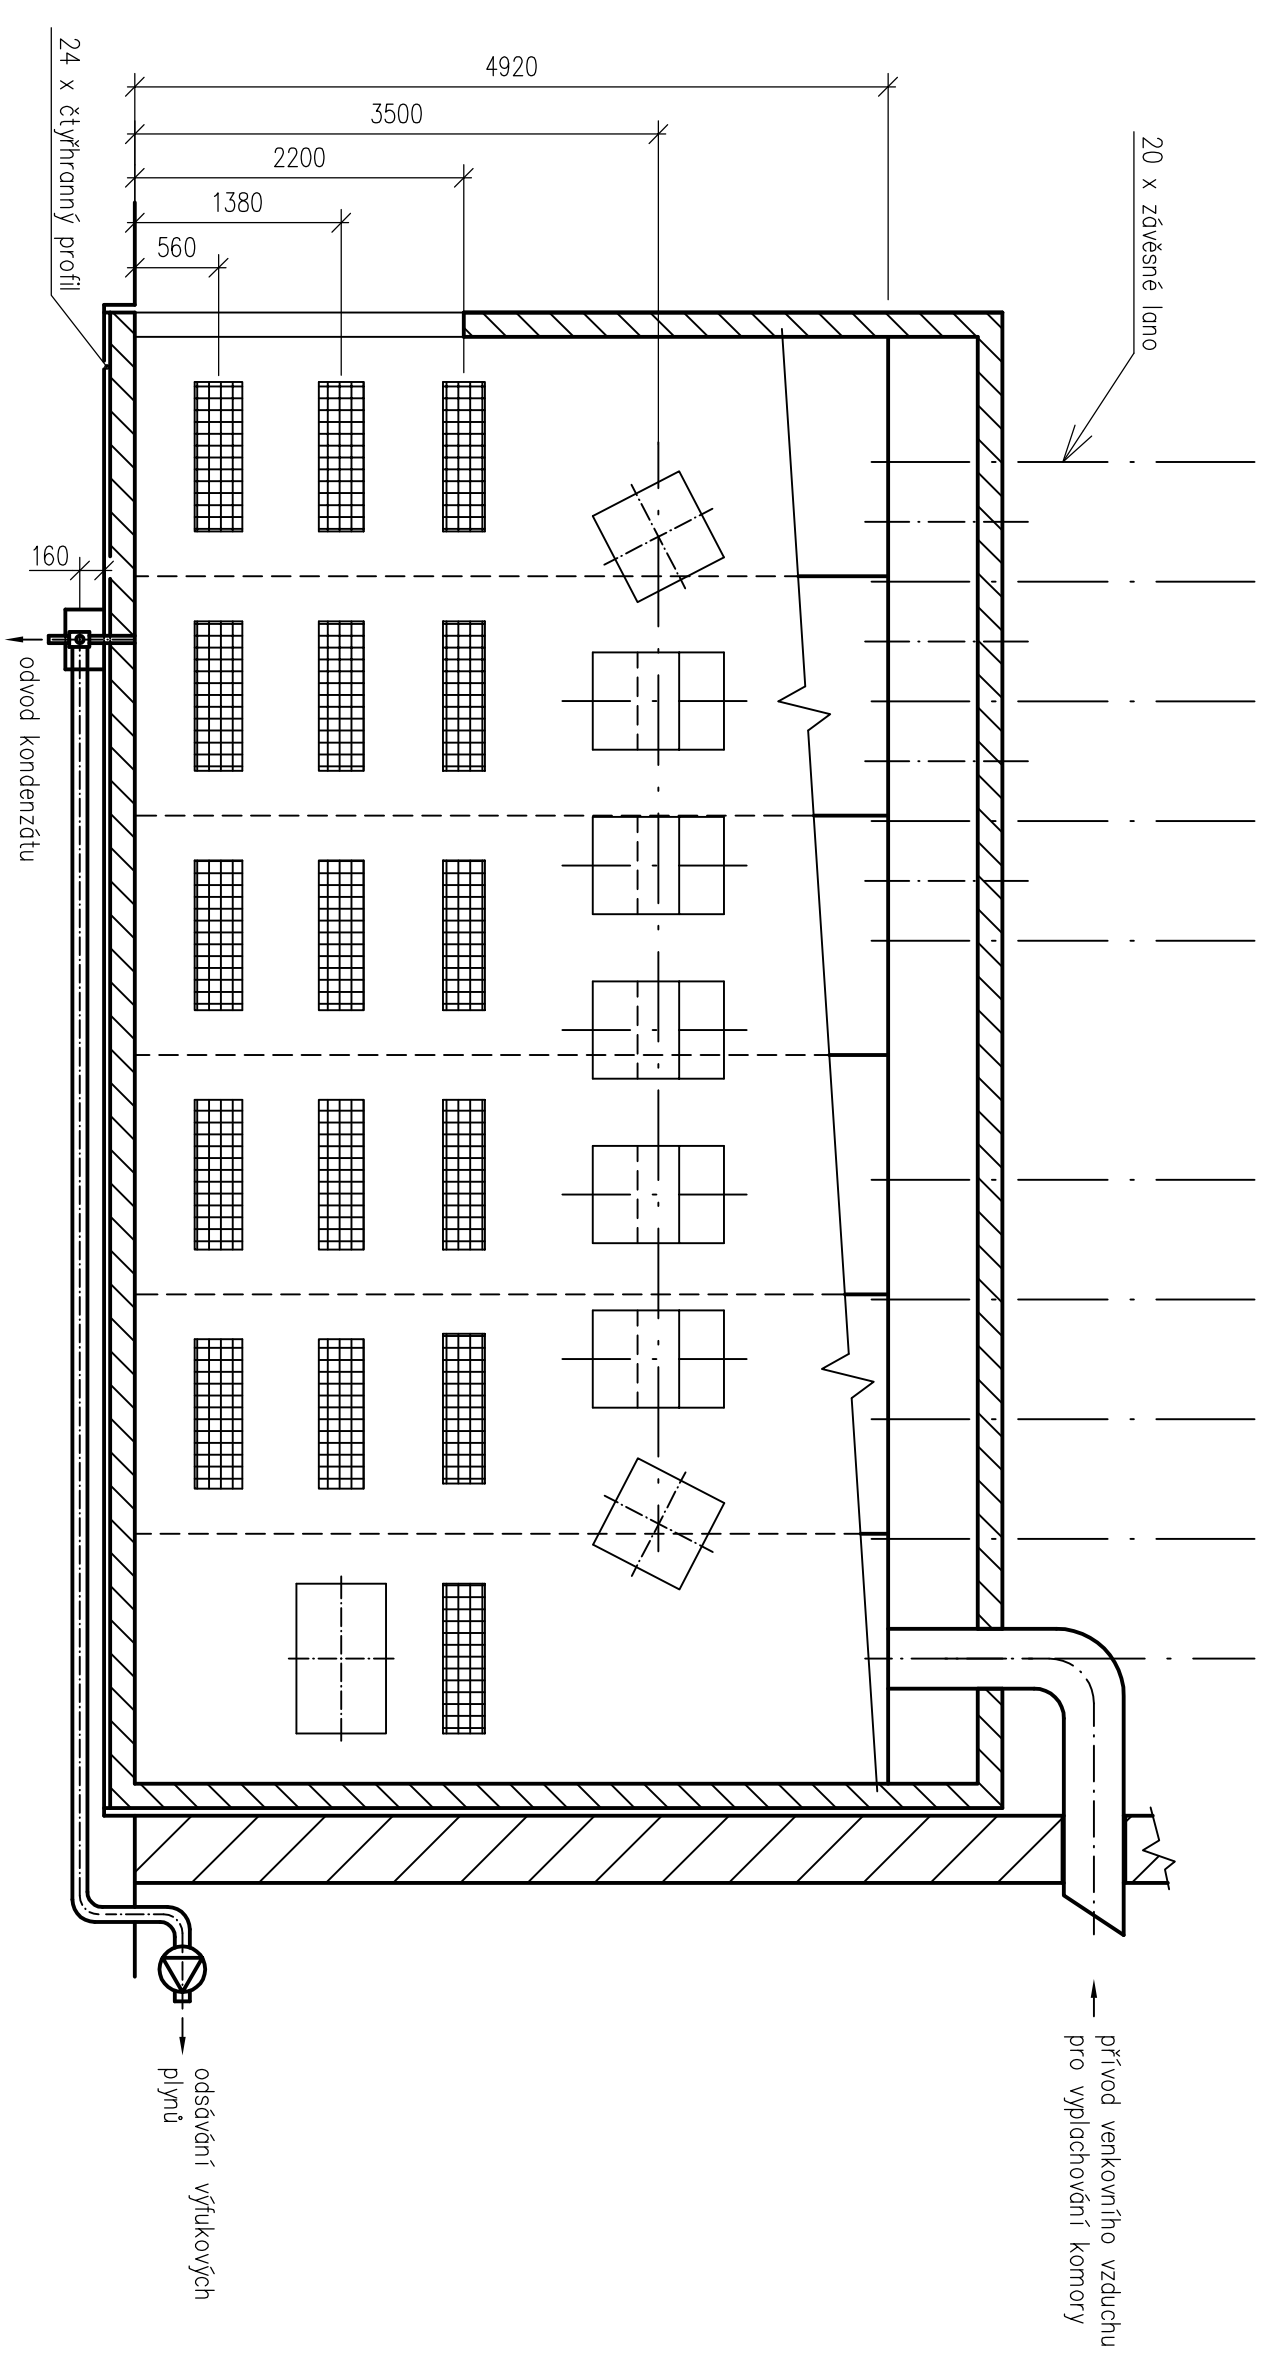 4920
3500
2200
1380
560
160
20 x závěsné lano
24 x čtyřhranný profil
odvod kondenzátu
odsávání výfukových
plynů
přívod venkovního vzduchu
pro vyplachování komory